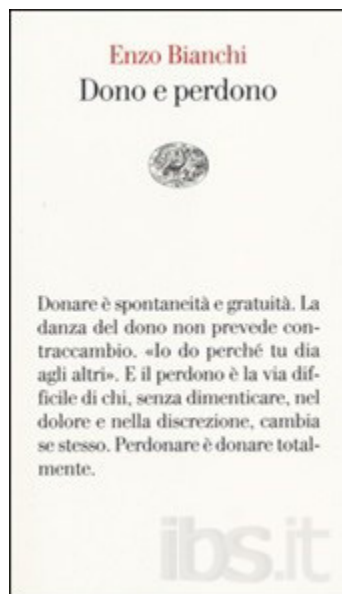 Enzo Bianchi
Dono e perdono
Donare è spontaneità e gratuità. La
danza del dono non prevede con-
traccambio. «Io do perché tu dia
agli altri». E il perdono è la via dif-
ficile di chi, senza dimenticare, nel
dolore e nella discrezione, cambia
se stesso. Perdonare è donare total-
mente.
ibs.it